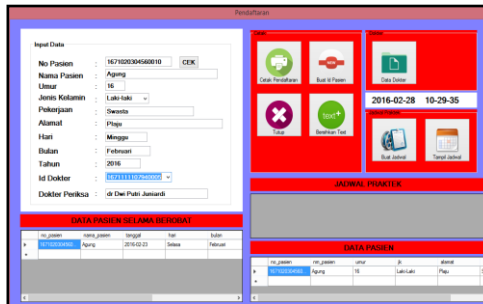 Pendaftaran
Input Data
No Pasien : 1671020304560010 CEK
Nama Pasien : Agung
Umur : 16
Jenis Kelamin : Laki-laki
Pekerjaan : Swasta
Alamat : Plaju
Hari : Minggu
Bulan : Februari
Tahun : 2016
Id Dokter : 1671111107940005
Dokter Periksa : dr Dwi Putri Juniardi
Cetak Pendaftaran
Buat Id Pasien
Tutup
text+
Bersihkan Text
Data Dokter
2016-02-28 10-29-35
Buat Jadwal
Tampil Jadwal
JADWAL PRAKTEK
DATA PASIEN SELAMA BEROBAT
no_pasien nama_pasien tanggal hari bulan
1671020304560... Agung 2016-02-23 Selasa Februari
DATA PASIEN
no_pasien nm_pasien umur jk alamat
1671020304560... Agung 16 Laki-Laki Plaju